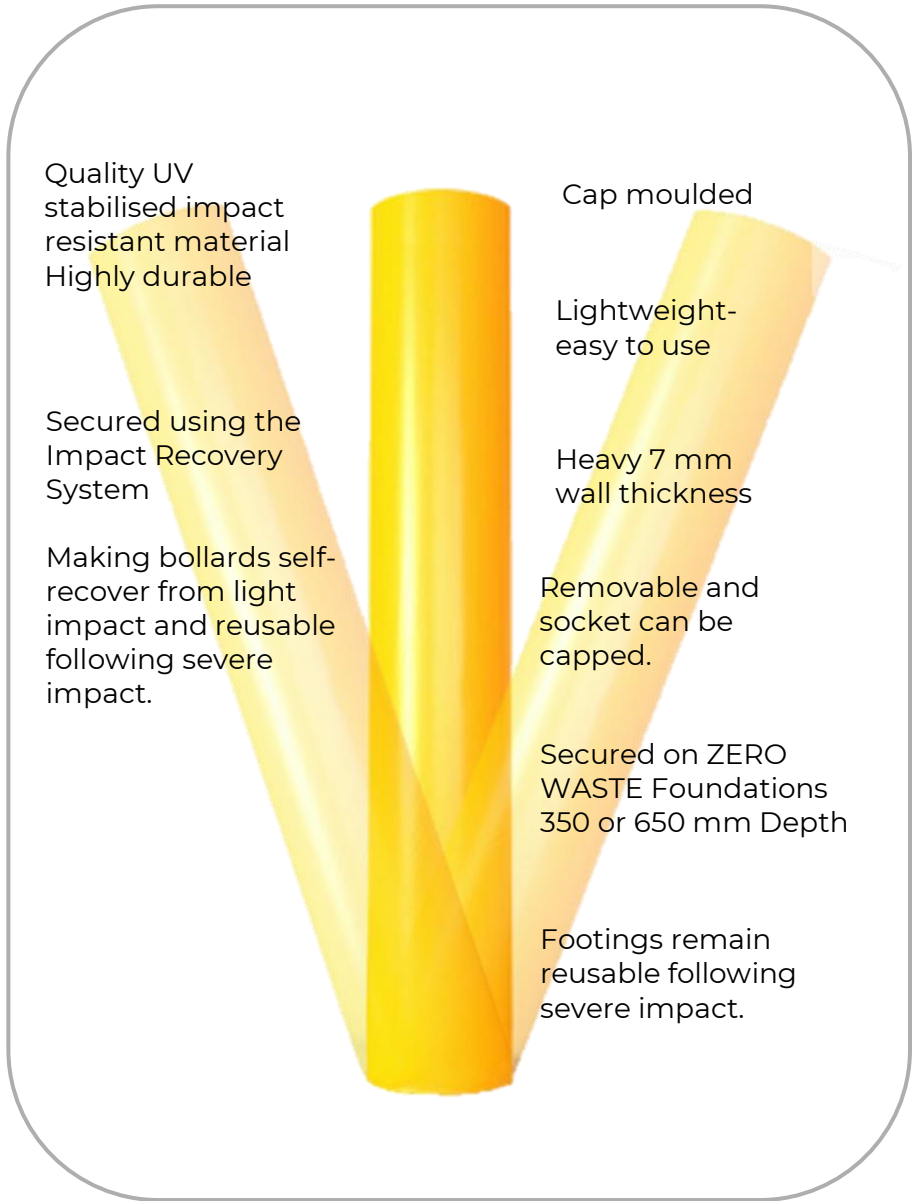 Quality UV
stabilised impact
resistant material
Highly durable
Secured using the
Impact Recovery
System
Making bollards self-
recover from light
impact and reusable
following severe
impact.
Cap moulded
Lightweight-
easy to use
Heavy 7 mm
wall thickness
Removable and
socket can be
capped.
Secured on ZERO
WASTE Foundations
350 or 650 mm Depth
Footings remain
reusable following
severe impact.